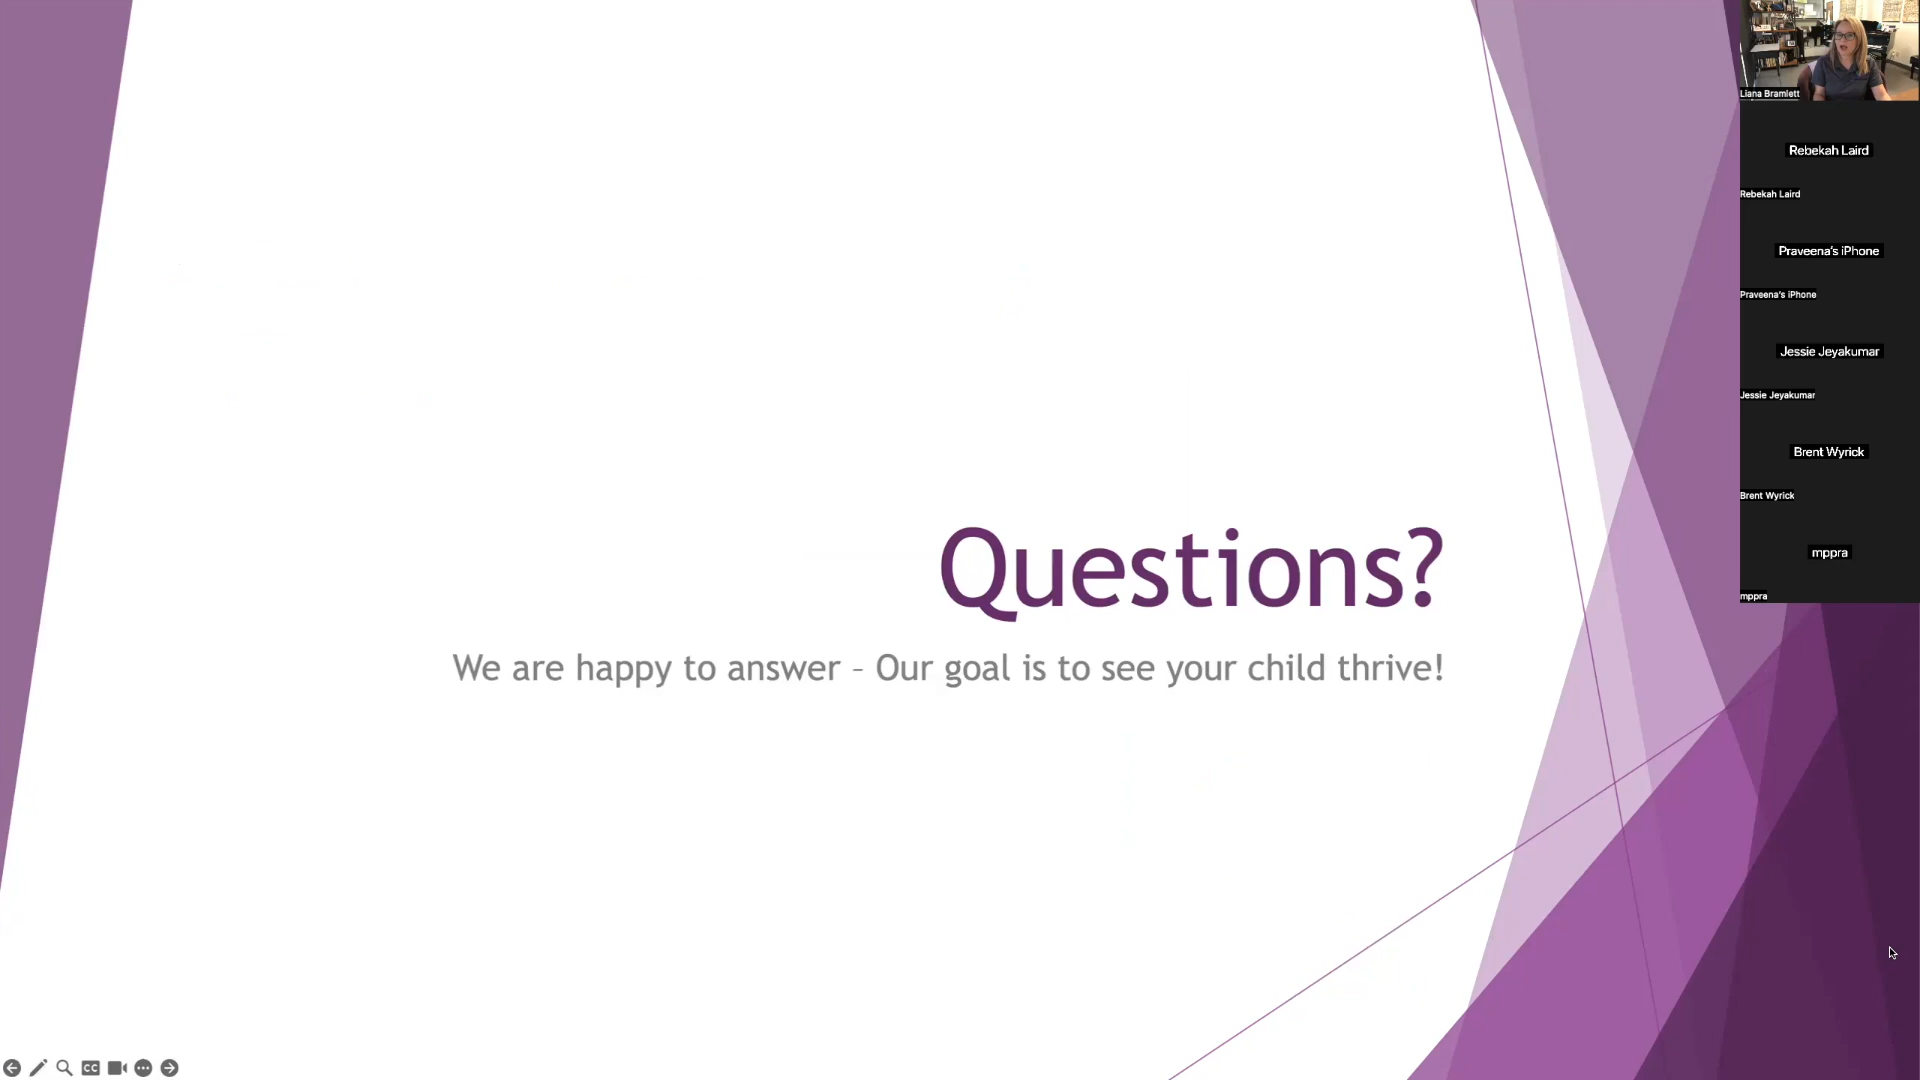 Questions?
We are happy to answer – Our goal is to see your child thrive!
Liana Bramlett
Rebekah Laird
Rebekah Laird
Praveena's iPhone
Praveena's iPhone
Jessie Jeyakumar
Jessie Jeyakumar
Brent Wyrick
Brent Wyrick
mppra
mppra
CC